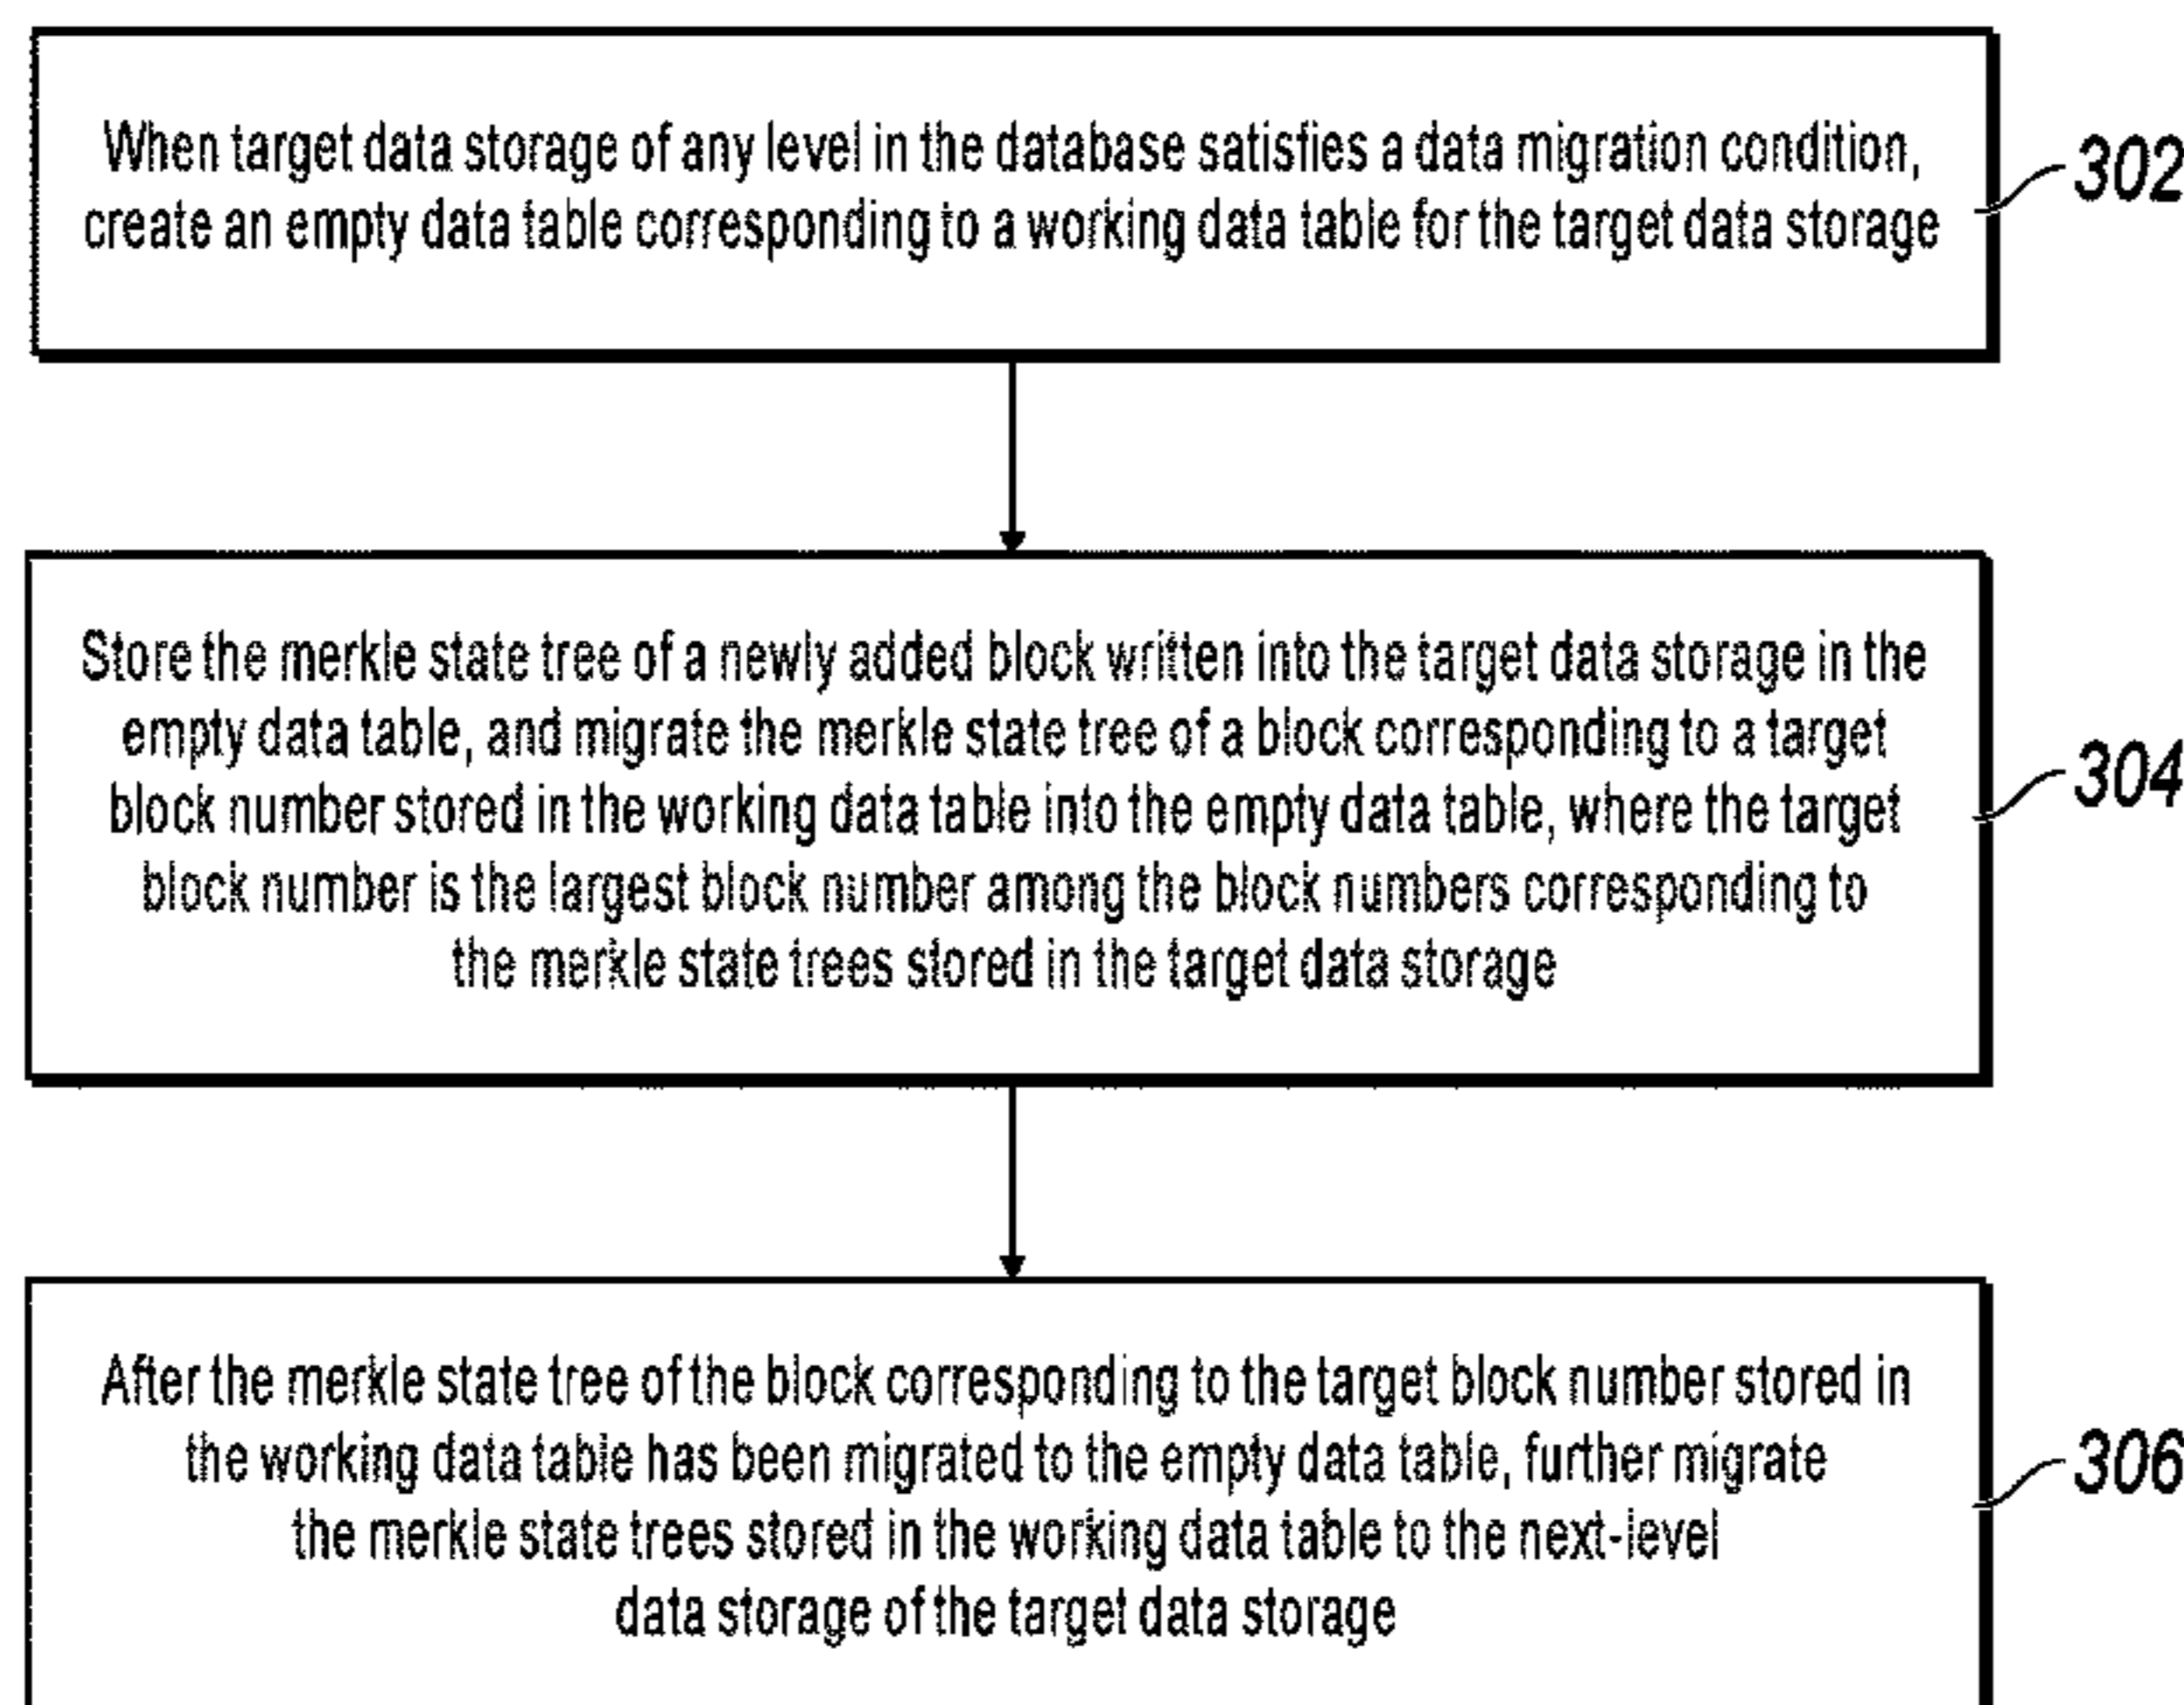 When target data storage of any level in the database satisfies a data migration condition,
create an empty data table corresponding to a working data table for the target data storage
302
Store the merkle state tree of a newly added block written into the target data storage in the
empty data table, and migrate the merkle state tree of a block corresponding to a target
block number stored in the working data table into the empty data table, where the target
block number is the largest block number among the block numbers corresponding to
the merkle state trees stored in the target data storage
304
After the merkle state tree of the block corresponding to the target block number stored in
the working data table has been migrated to the empty data table, further migrate
the merkle state trees stored in the working data table to the next-level
data storage of the target data storage
306